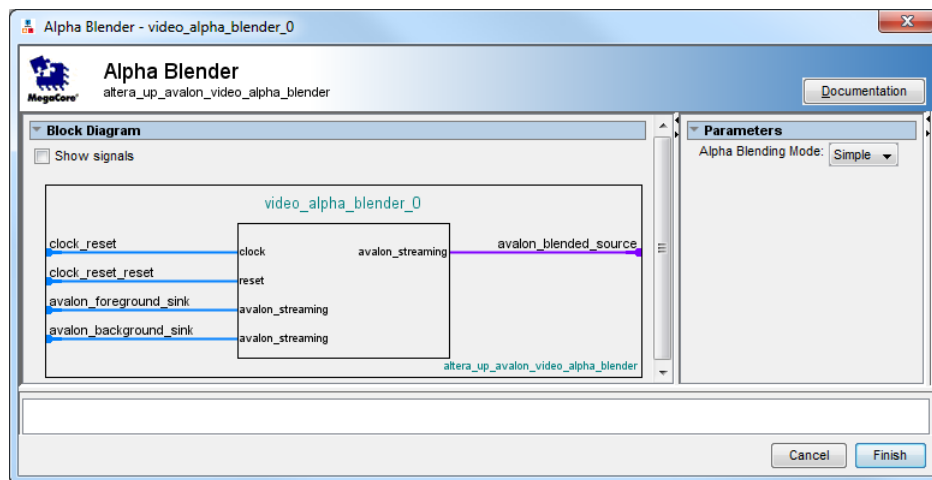 Alpha Blender - video_alpha_blender_0
MegaCore®
Alpha Blender
altera_up_avalon_video_alpha_blender
Documentation
Block Diagram
Show signals
video_alpha_blender_0
clock_reset
clock
avalon_streaming
avalon_blended_source
clock_reset_reset
reset
avalon_foreground_sink
avalon_streaming
avalon_background_sink
avalon_streaming
altera_up_avalon_video_alpha_blender
Parameters
Alpha Blending Mode: Simple
Cancel
Finish